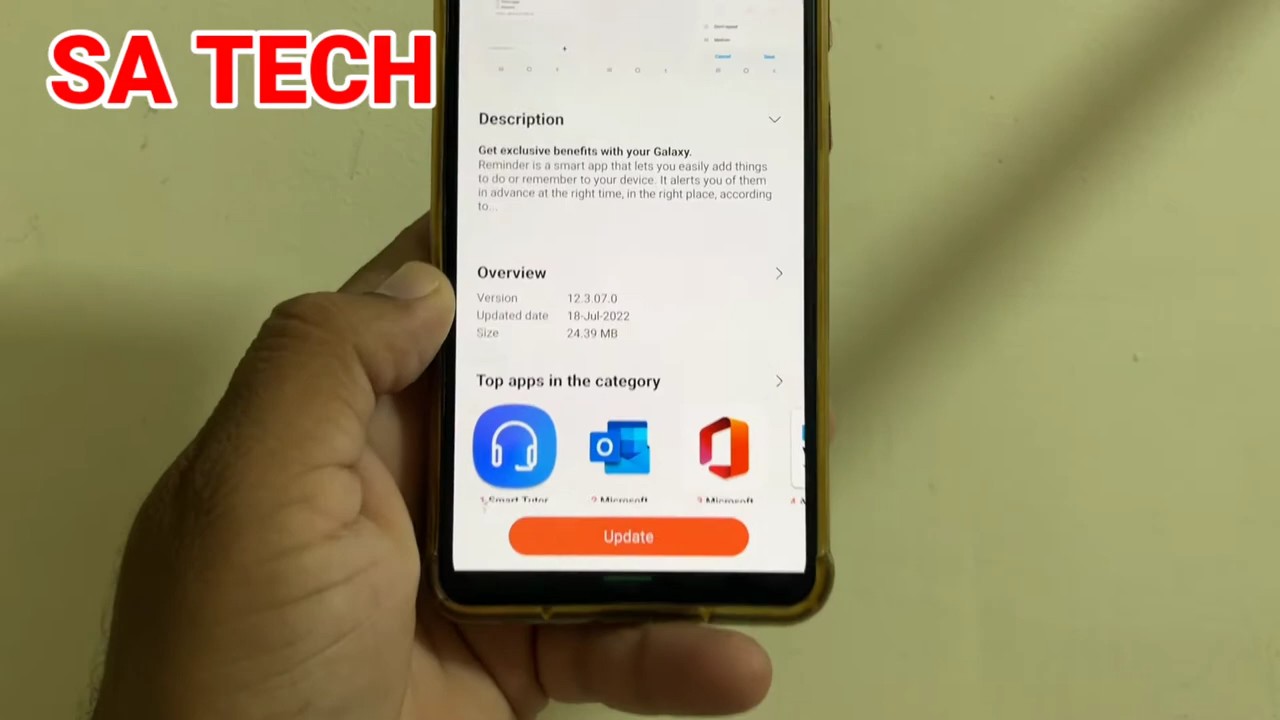 SA TECH
Description
Get exclusive benefits with your Galaxy.
Reminder is a smart app that lets you easily add things
to do or remember to your device. It alerts you of them
in advance at the right time, in the right place, according
to...
Overview
Version 12.3.07.0
Updated date 18-Jul-2022
Size 24.39 MB
Top apps in the category
1 Smart Tutor 2 Microsoft 3 Microsoft 4
Update